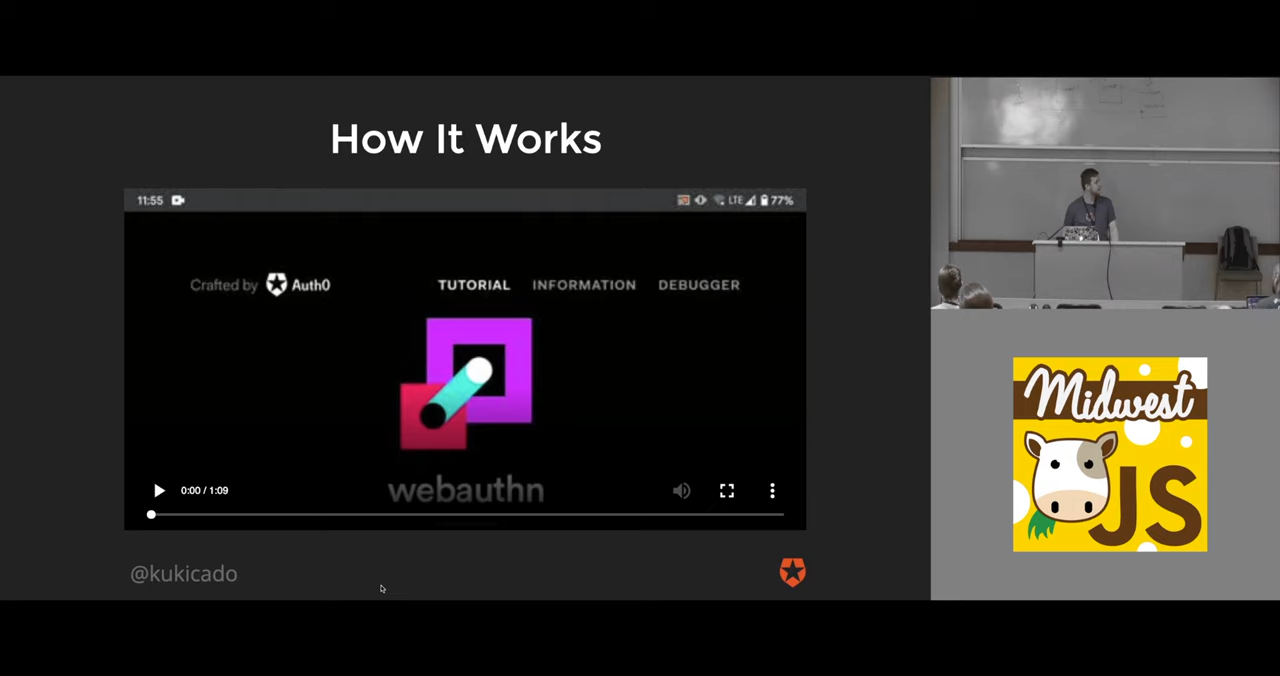 How It Works
11:55 LTE 77%
Crafted by Auth0 TUTORIAL INFORMATION DEBUGGER
webauthn
0:00 / 1:09
@kukicado
Midwest
JS